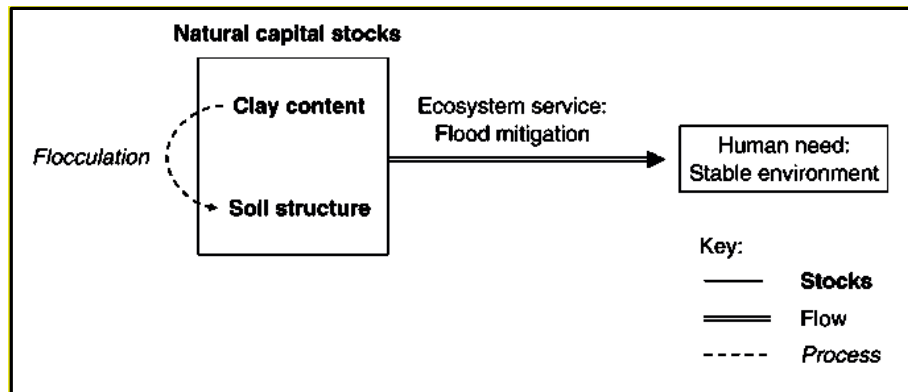 Natural capital stocks
Clay content
Flocculation
Soil structure
Ecosystem service:
Flood mitigation
Human need:
Stable environment
Key:
Stocks
Flow
Process